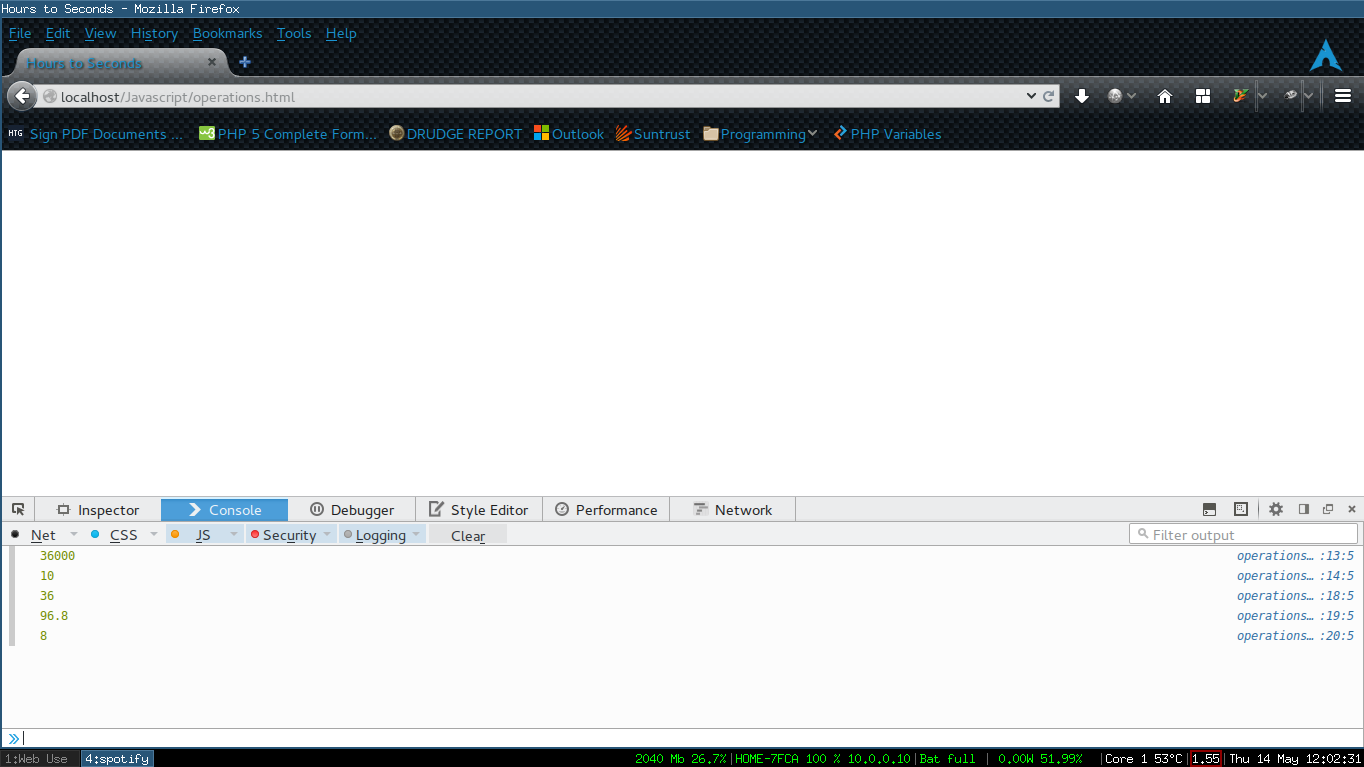 Hours to Seconds - Mozilla Firefox
File Edit View History Bookmarks Tools Help
Hours to Seconds
localhost/Javascript/operations.html
HTG Sign PDF Documents ... PHP 5 Complete Form... DRUDGE REPORT Outlook Suntrust Programming PHP Variables
Inspector Console Debugger Style Editor Performance Network
Net CSS JS Security Logging Clear Filter output
36000 operations… :13:5
10 operations… :14:5
36 operations… :18:5
96.8 operations… :19:5
8 operations… :20:5
1:Web Use 4:spotify 2040 Mb 26.7%|HOME-7FCA 100 % 10.0.0.10|Bat full | 0.00W 51.99% |Core 1 53°C|1.55|Thu 14 May 12:02:31